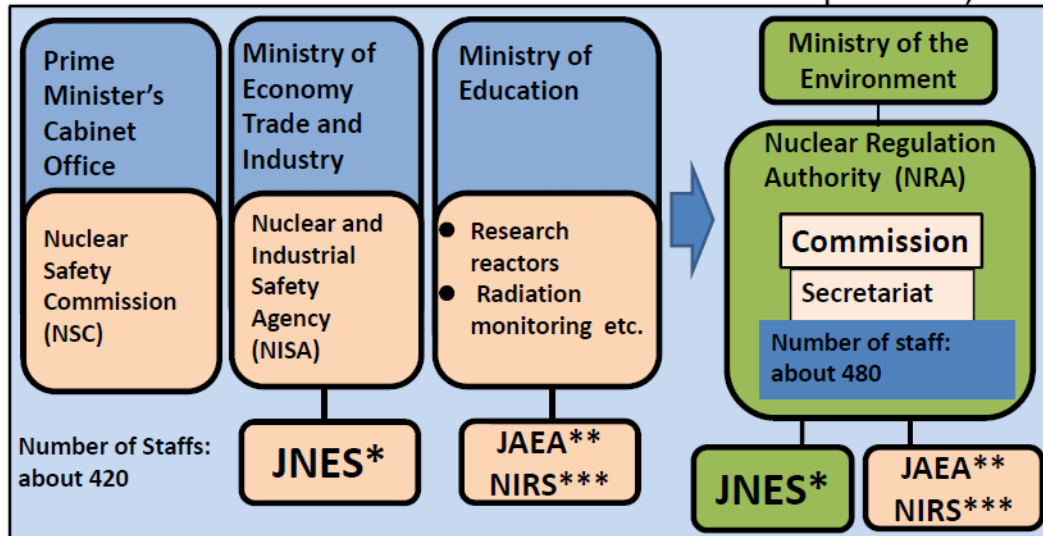 Prime
Minister's
Cabinet
Office
Nuclear
Safety
Commission
(NSC)
Ministry of
Economy
Trade and
Industry
Nuclear and
Industrial
Safety
Agency
(NISA)
Ministry of
Education
● Research
reactors
● Radiation
monitoring etc.
Number of Staffs:
about 420
JNES*
JAEA**
NIRS***
Ministry of the
Environment
Nuclear Regulation
Authority (NRA)
Commission
Secretariat
Number of staff:
about 480
JNES*
JAEA**
NIRS***